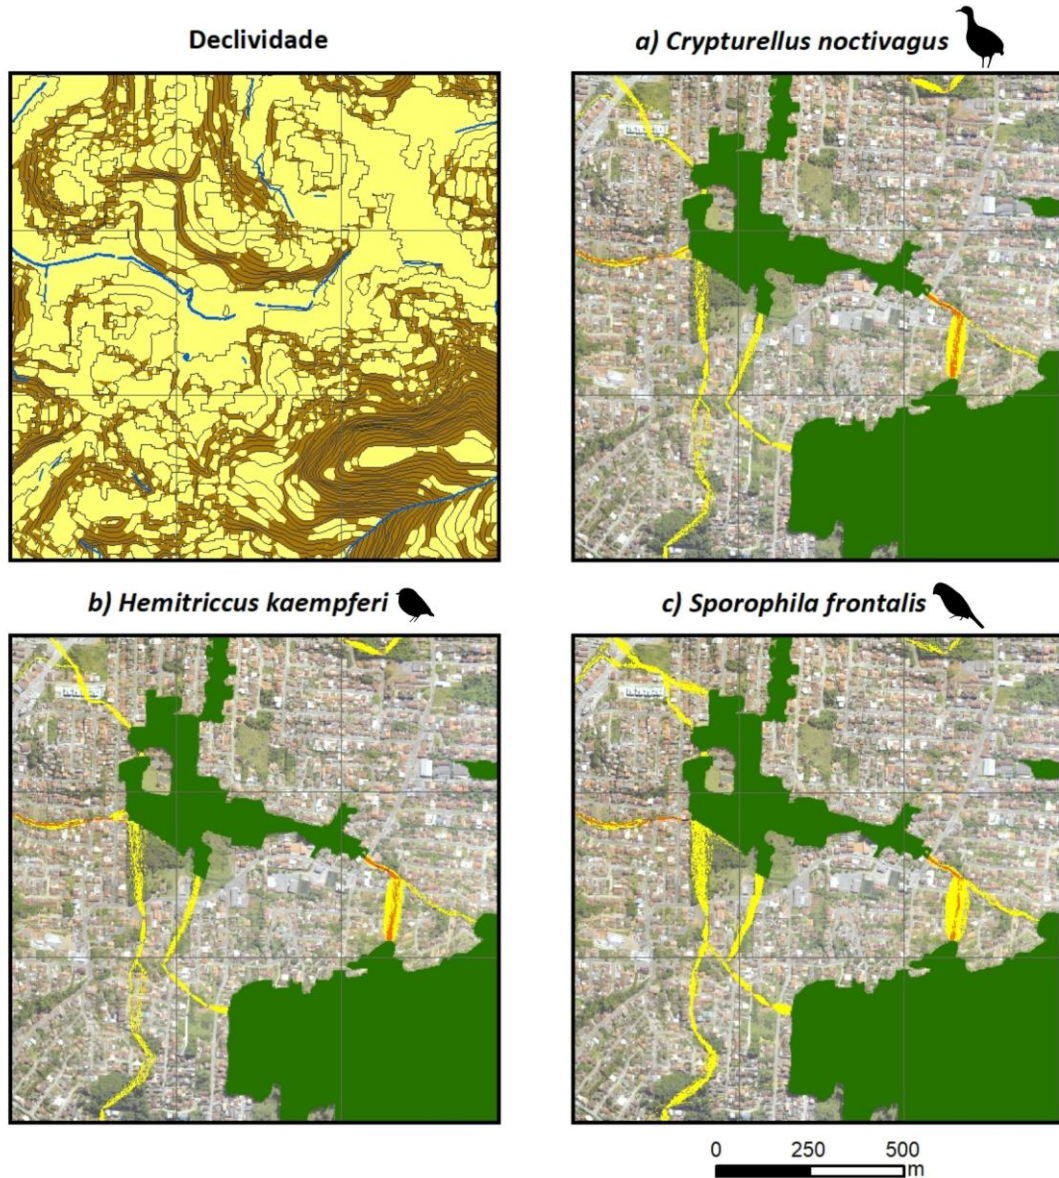 Declividade
a) Crypturellus noctivagus
b) Hemitriccus kaempferi
c) Sporophila frontalis
0 250 500
m